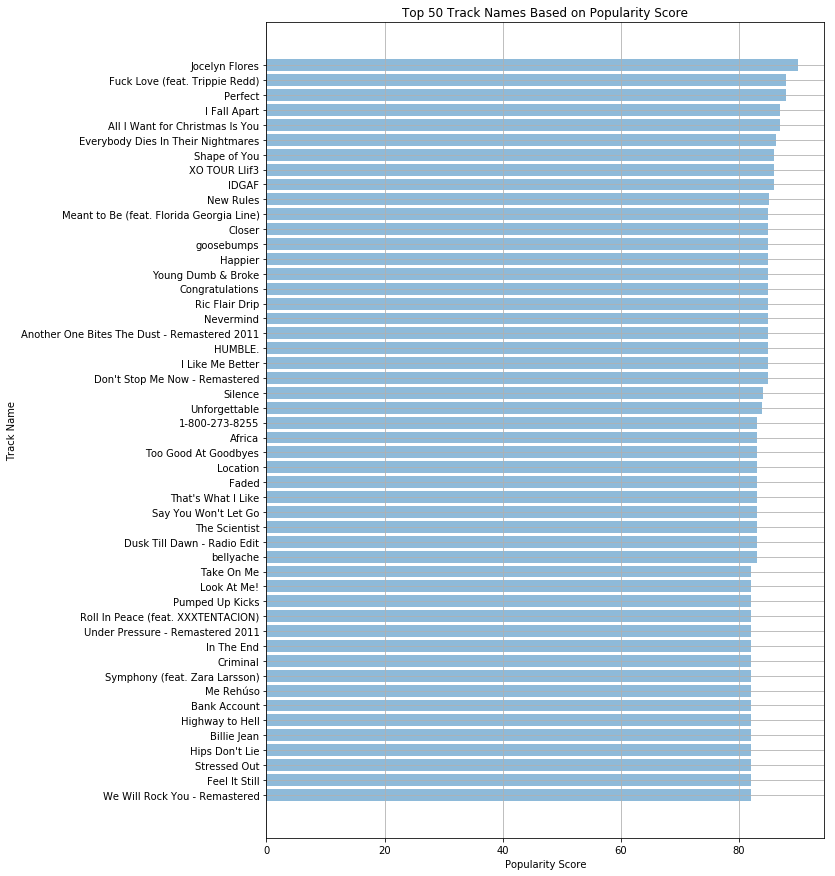 Top 50 Track Names Based on Popularity Score
Track Name
Jocelyn Flores
Fuck Love (feat. Trippie Redd)
Perfect
I Fall Apart
All I Want for Christmas Is You
Everybody Dies In Their Nightmares
Shape of You
XO TOUR Llif3
IDGAF
New Rules
Meant to Be (feat. Florida Georgia Line)
Closer
goosebumps
Happier
Young Dumb & Broke
Congratulations
Ric Flair Drip
Nevermind
Another One Bites The Dust - Remastered 2011
HUMBLE.
I Like Me Better
Don't Stop Me Now - Remastered
Silence
Unforgettable
1-800-273-8255
Africa
Too Good At Goodbyes
Location
Faded
That's What I Like
Say You Won't Let Go
The Scientist
Dusk Till Dawn - Radio Edit
bellyache
Take On Me
Look At Me!
Pumped Up Kicks
Roll In Peace (feat. XXXTENTACION)
Under Pressure - Remastered 2011
In The End
Criminal
Symphony (feat. Zara Larsson)
Me Rehúso
Bank Account
Highway to Hell
Billie Jean
Hips Don't Lie
Stressed Out
Feel It Still
We Will Rock You - Remastered
0 20 40 60 80
Popularity Score